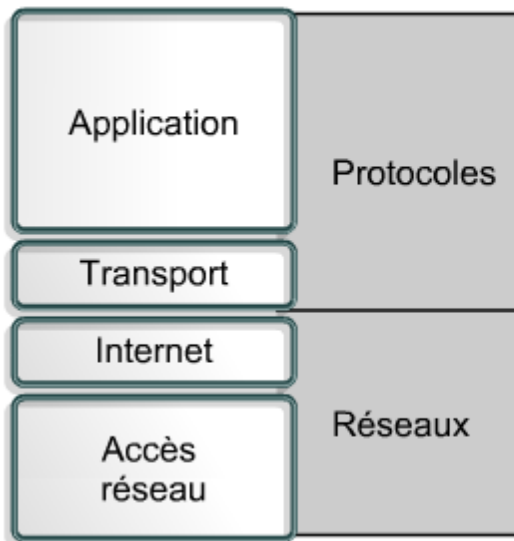 Application
Protocoles
Transport
Internet
Réseaux
Accès
réseau